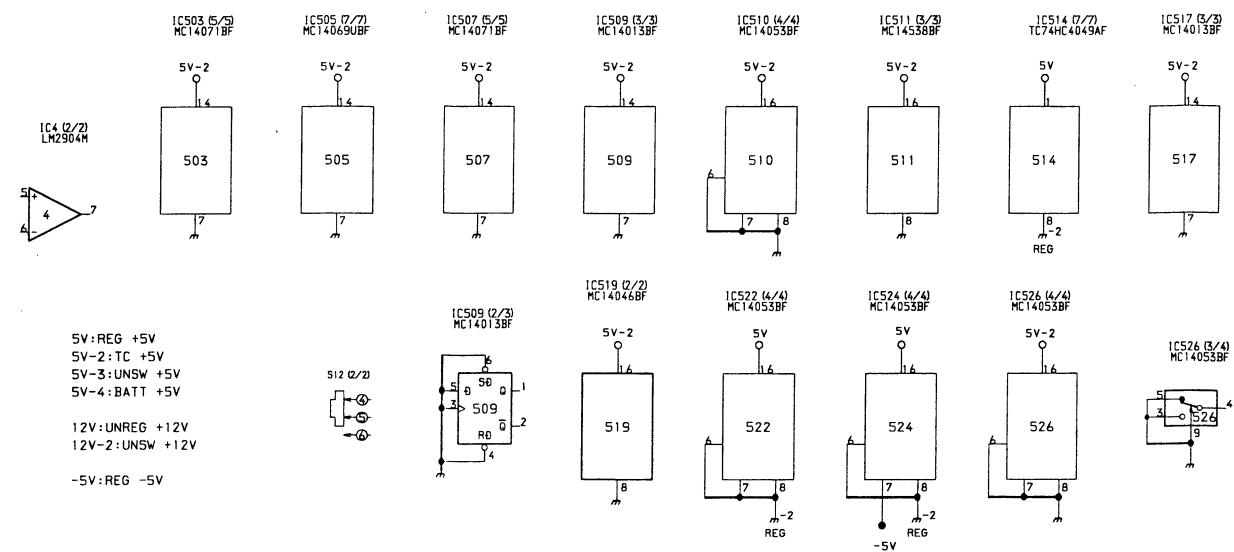 IC503 (5/5) IC505 (7/7) IC507 (5/5) IC509 (3/3) IC510 (4/4) IC511 (3/3) IC514 (7/7) IC517 (3/3)
MC14071BF MC14069UBF MC14071BF MC14013BF MC14053BF MC14538BF TC74HC4049AF MC14013BF
5V-2 5V-2 5V-2 5V-2 5V-2 5V-2 5V 5V-2
14 14 14 14 16 16 1 14
IC4 (2/2)
LM2904M
503 505 507 509 510 511 514 517
6
5 + 4 7
6 -
7 7 7 7 7 8 8 8 7
-2
REG
IC519 (2/2) IC522 (4/4) IC524 (4/4) IC526 (4/4)
MC14046BF MC14053BF MC14053BF MC14053BF
IC509 (2/3)
MC14013BF
5V-2 5V 5V 5V-2
IC526 (3/4)
MC14053BF
5V:REG +5V
5V-2:TC +5V
5V-3:UNSW +5V
5V-4:BATT +5V
12V:UNREG +12V
12V-2:UNSW +12V
-5V:REG -5V
S12 (2/2)
4
5
6
6
SD
5 D Q 1
3 509
Q 2
RD
4
16 16 16 16
519 522 524 526
6 6 6
8 7 8 7 8 7 8
-2 -2
REG REG
-5V
5 4
3 526
9